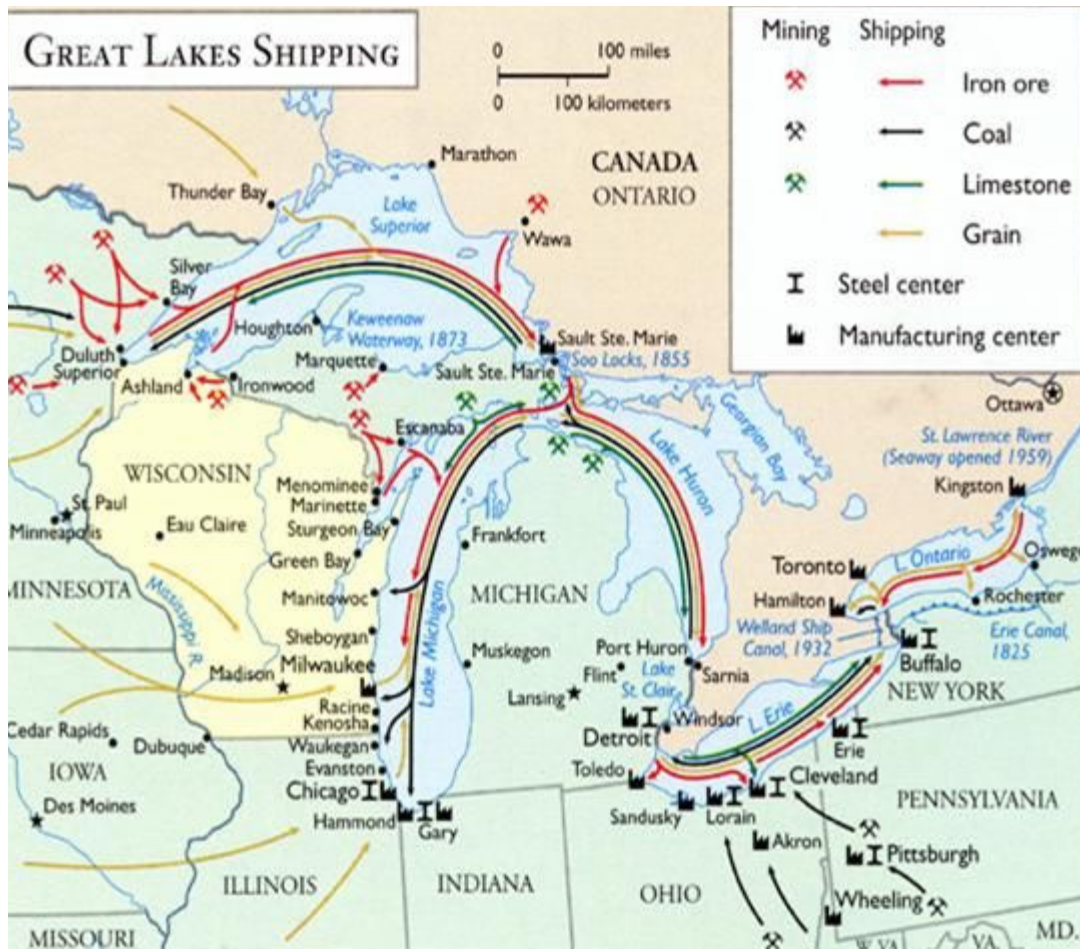 GREAT LAKES SHIPPING
0 100 miles
0 100 kilometers
Mining Shipping
Iron ore
Coal
Limestone
Grain
Steel center
Manufacturing center
CANADA
ONTARIO
Marathon
Thunder Bay
Lake
Superior
Wawa
Silver
Bay
Houghton
Keweenaw
Waterway, 1873
Sault Ste. Marie
Soo Locks, 1855
Duluth
Superior
Marquette
Sault Ste. Marie
Ashland
Ironwood
Ottawa
Escanaba
Georgian Bay
Lake Huron
St. Lawrence River
(Seaway opened 1959)
Kingston
WISCONSIN
Menominee
Marinette
St. Paul
Minneapolis
Eau Claire
Sturgeon Bay
Frankfort
Green Bay
L. Ontario
Oswego
Toronto
MINNESOTA
Mississippi R.
Manitowoc
MICHIGAN
Hamilton
Rochester
Sheboygan
Lake Michigan
Welland Ship
Canal, 1932
Erie Canal,
1825
Milwaukee
Muskegon
Port Huron
Flint
Lake
St. Clair
Sarnia
Buffalo
Madison
Lansing
NEW YORK
Racine
Kenosha
Windsor
Detroit
L. Erie
Cedar Rapids
Dubuque
Waukegan
Erie
IOWA
Evanston
Toledo
Cleveland
Chicago
Des Moines
Hammond
Gary
Sandusky
Lorain
PENNSYLVANIA
Akron
Pittsburgh
ILLINOIS
INDIANA
OHIO
Wheeling
MISSOURI
W. VA
VA
MD.